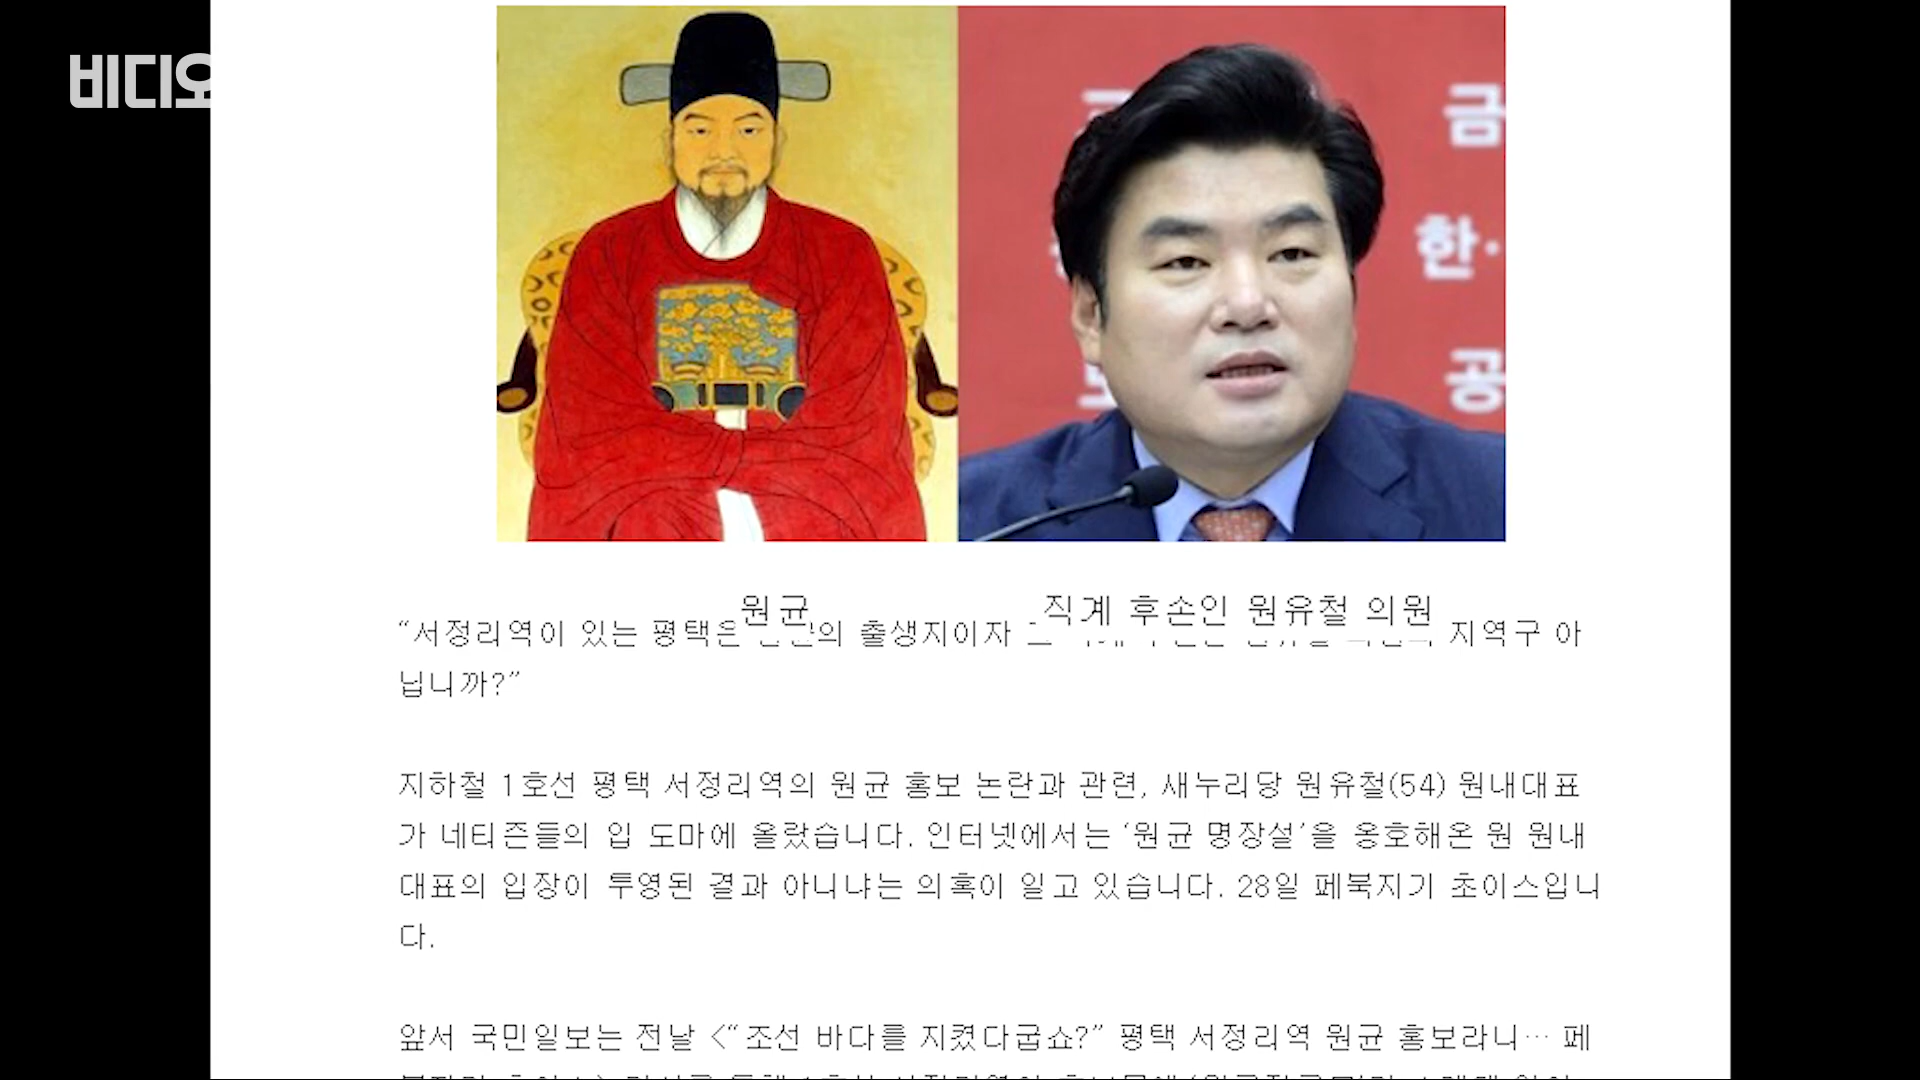 비디오
금
한·
공
원균
직계 후손인 원유철 의원
“서정리역이 있는 평택은 의 출생지이자 지역구 아
닙니까?”
지하철 1호선 평택 서정리역의 원균 홍보 논란과 관련, 새누리당 원유철(54) 원내대표
가 네티즌들의 입 도마에 올랐습니다. 인터넷에서는 ‘원균 명장설’을 옹호해온 원 원내
대표의 입장이 투영된 결과 아니냐는 의혹이 일고 있습니다. 28일 페북지기 초이스입니
다.
앞서 국민일보는 전날 <“조선 바다를 지켰다굽쇼?” 평택 서정리역 원균 홍보라니… 페